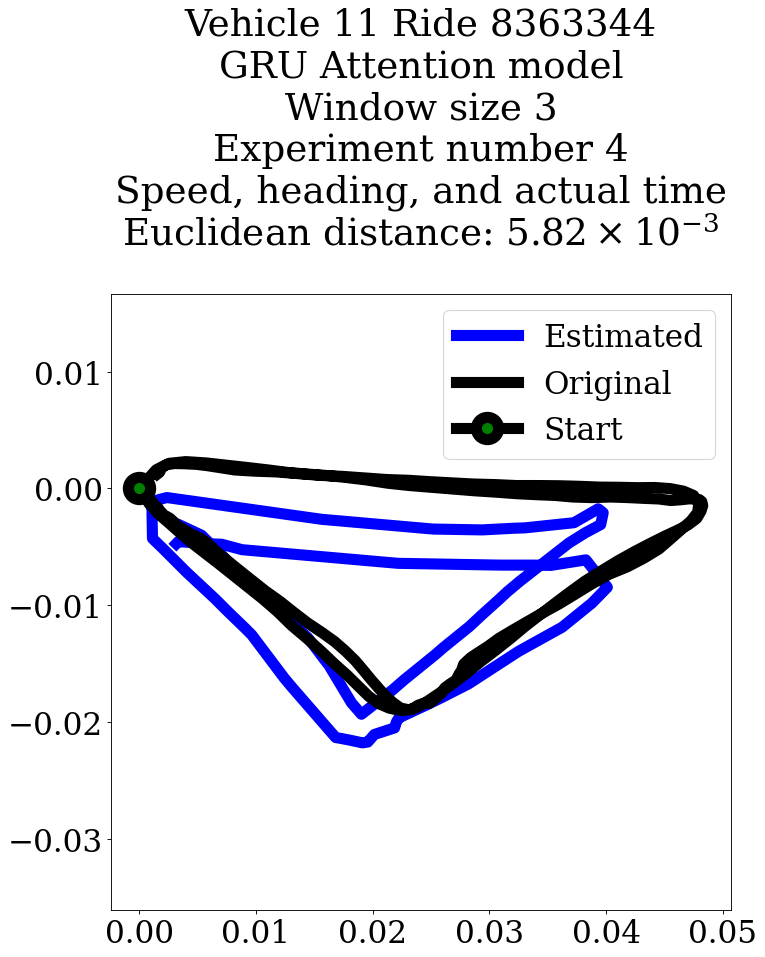 Vehicle 11 Ride 8363344
GRU Attention model
Window size 3
Experiment number 4
Speed, heading, and actual time
Euclidean distance: 5.82 × 10⁻³
Estimated
Original
Start
0.01
0.00
−0.01
−0.02
−0.03
0.00 0.01 0.02 0.03 0.04 0.05